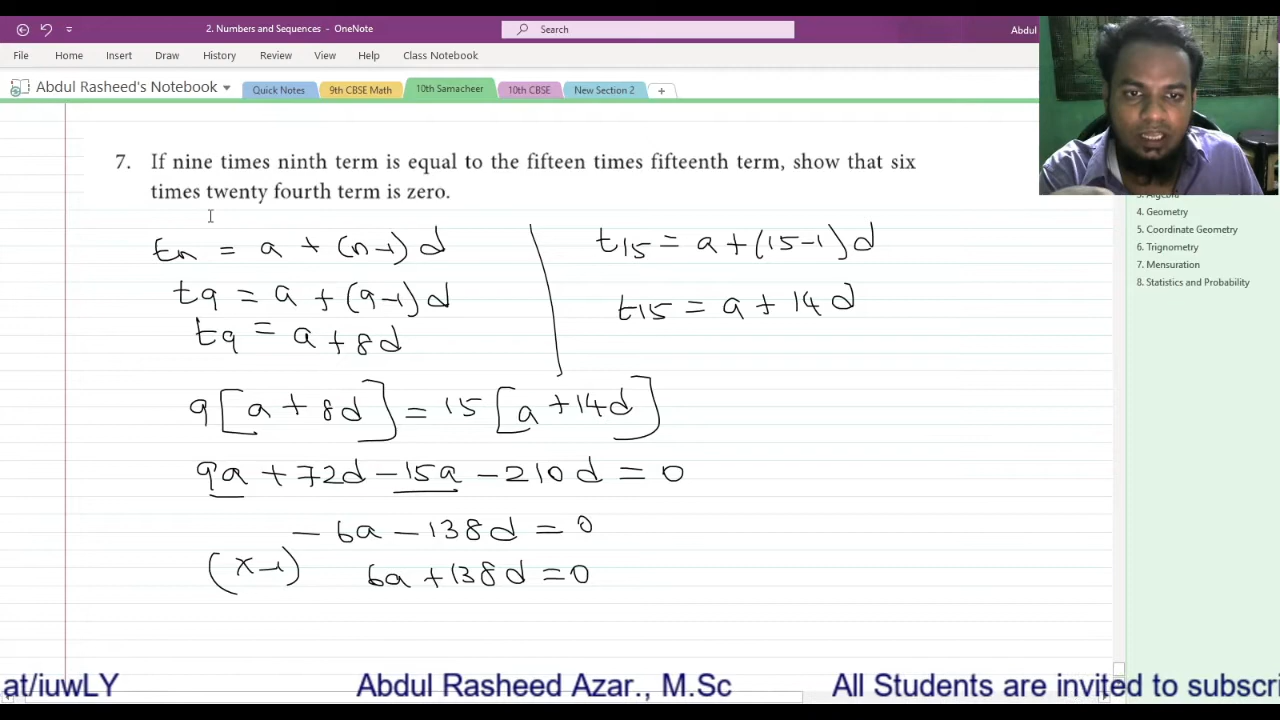 2. Numbers and Sequences - OneNote
Search
Abdul
File Home Insert Draw History Review View Help Class Notebook
Abdul Rasheed's Notebook
Quick Notes
9th CBSE Math
10th Samacheer
10th CBSE
New Section 2
4. Geometry
5. Coordinate Geometry
6. Trignometry
7. Mensuration
8. Statistics and Probability
7. If nine times ninth term is equal to the fifteen times fifteenth term, show that six
times twenty fourth term is zero.
tn = a + (n-1) d
t9 = a + (9-1) d
t9 = a + 8d
t15 = a + (15-1) d
t15 = a + 14 d
9[a + 8d] = 15[a + 14d]
9a + 72d - 15a - 210d = 0
- 6a - 138d = 0
(x-1) 6a + 138d = 0
at/iuwLY
Abdul Rasheed Azar., M.Sc
All Students are invited to subscri